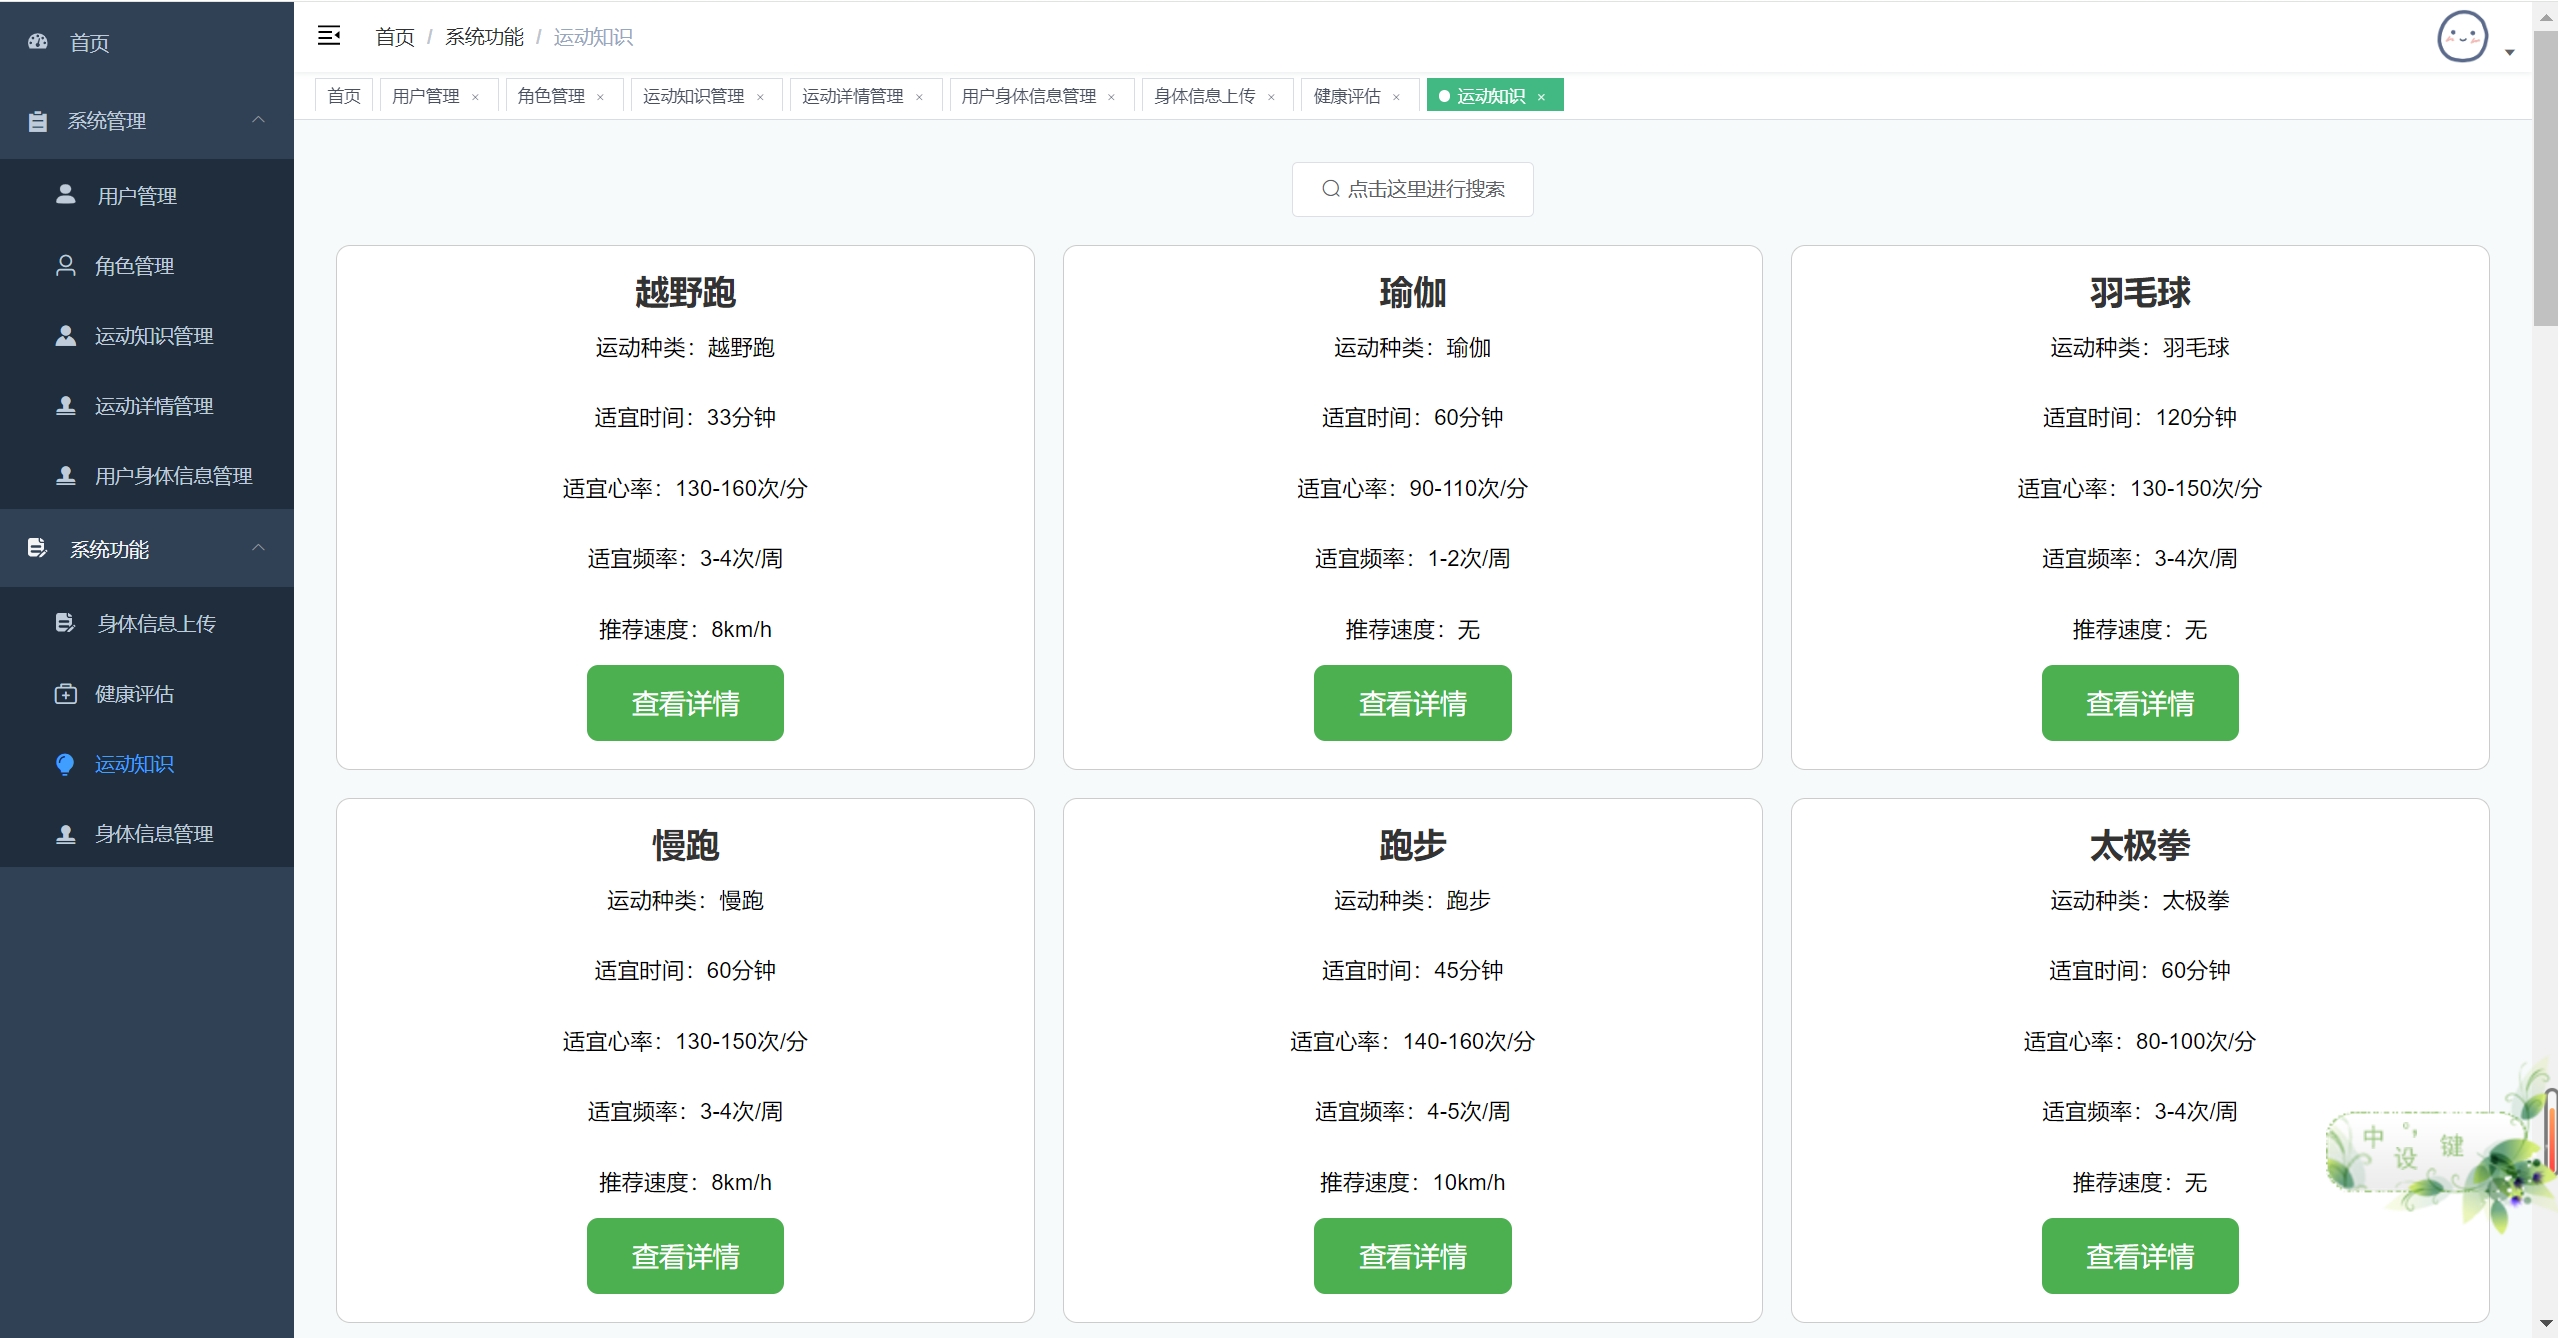 首页
系统管理
用户管理
角色管理
运动知识管理
运动详情管理
用户身体信息管理
系统功能
身体信息上传
健康评估
运动知识
身体信息管理
首页 / 系统功能 / 运动知识
首页 用户管理 × 角色管理 × 运动知识管理 × 运动详情管理 × 用户身体信息管理 × 身体信息上传 × 健康评估 × 运动知识 ×
点击这里进行搜索
越野跑
运动种类：越野跑
适宜时间：33分钟
适宜心率：130-160次/分
适宜频率：3-4次/周
推荐速度：8km/h
查看详情
瑜伽
运动种类：瑜伽
适宜时间：60分钟
适宜心率：90-110次/分
适宜频率：1-2次/周
推荐速度：无
查看详情
羽毛球
运动种类：羽毛球
适宜时间：120分钟
适宜心率：130-150次/分
适宜频率：3-4次/周
推荐速度：无
查看详情
慢跑
运动种类：慢跑
适宜时间：60分钟
适宜心率：130-150次/分
适宜频率：3-4次/周
推荐速度：8km/h
查看详情
跑步
运动种类：跑步
适宜时间：45分钟
适宜心率：140-160次/分
适宜频率：4-5次/周
推荐速度：10km/h
查看详情
太极拳
运动种类：太极拳
适宜时间：60分钟
适宜心率：80-100次/分
适宜频率：3-4次/周
推荐速度：无
查看详情
中 °, 设 键